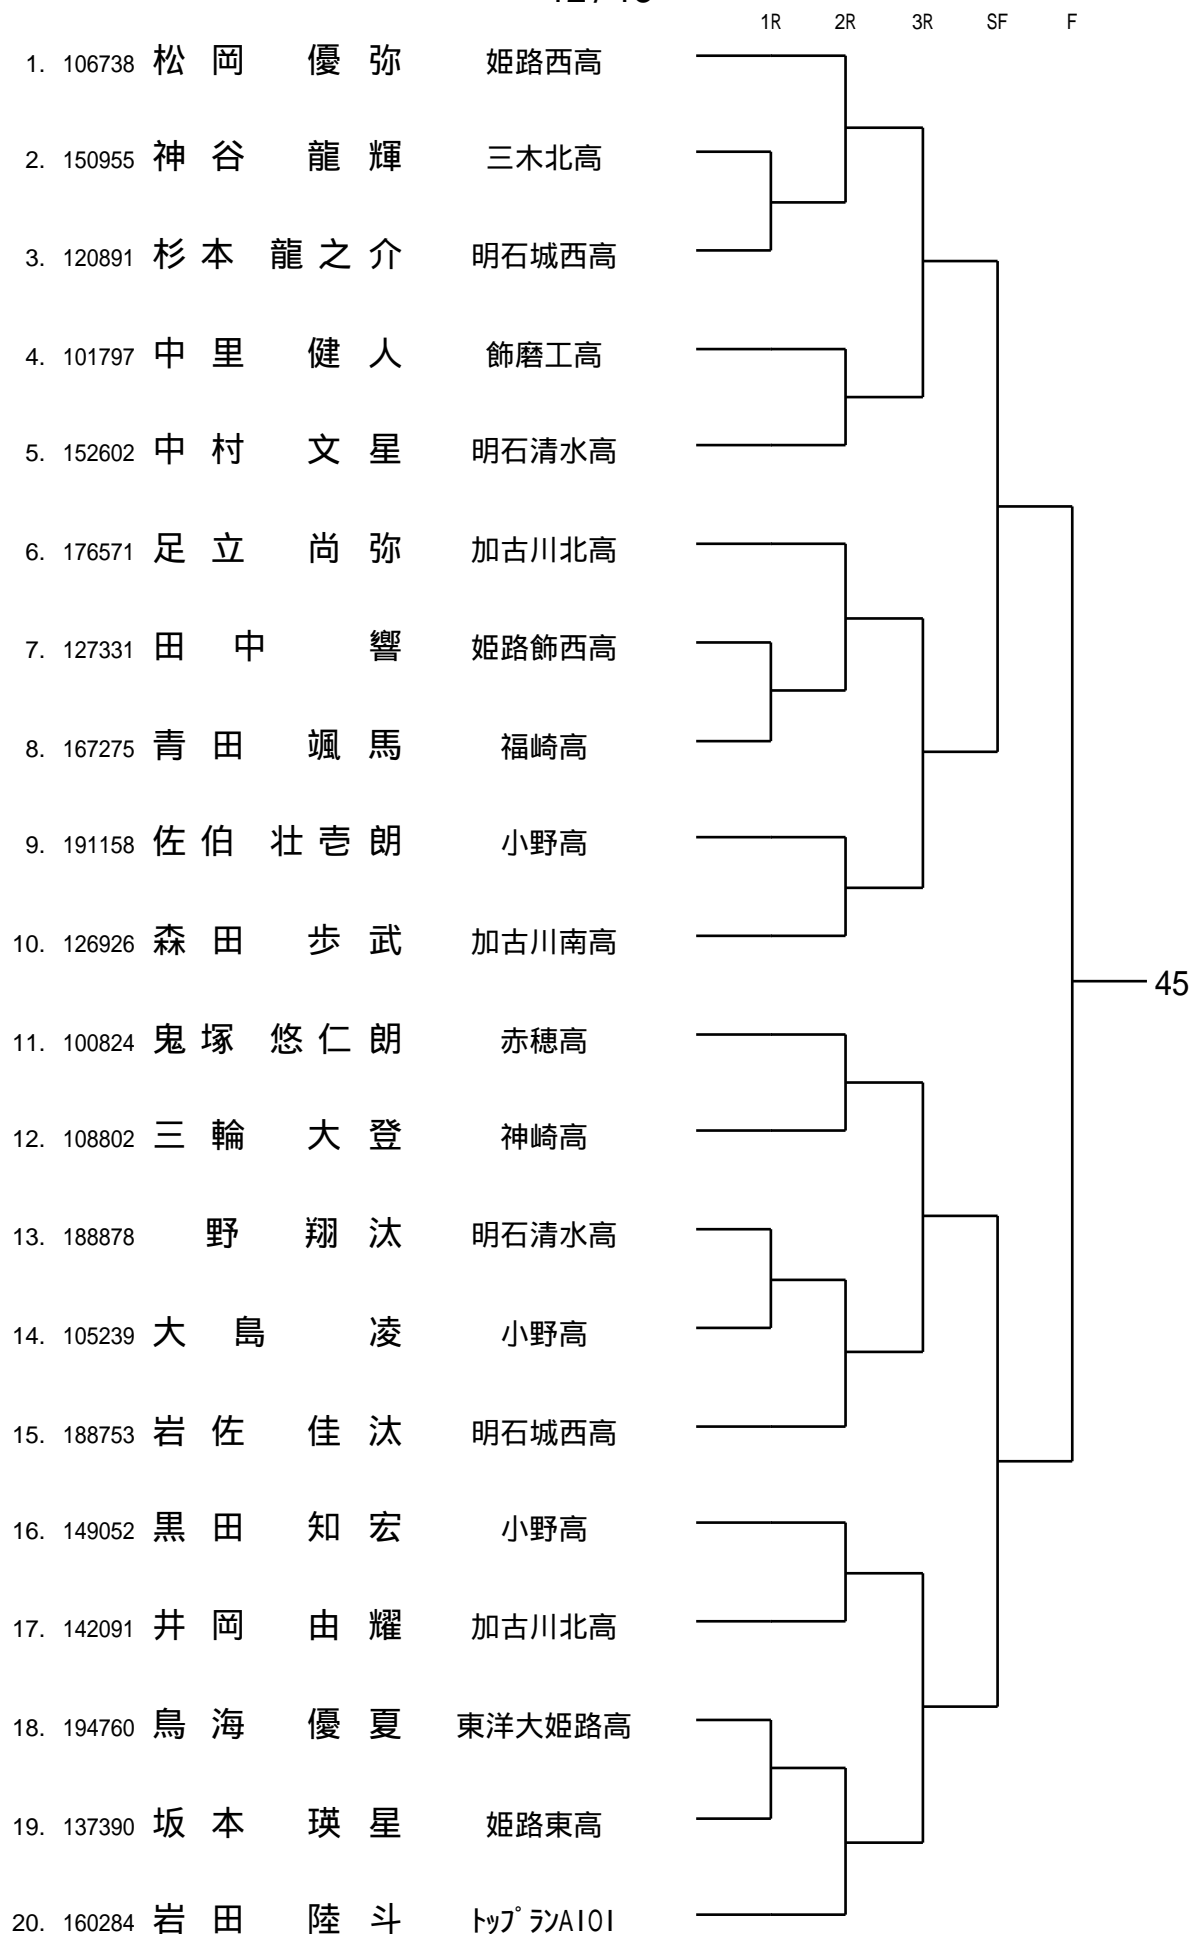 1R 2R 3R SF F
1. 106738 松岡 優弥 姫路西高
2. 150955 神谷 龍輝 三木北高
3. 120891 杉本 龍之介 明石城西高
4. 101797 中里 健人 飾磨工高
5. 152602 中村 文星 明石清水高
6. 176571 足立 尚弥 加古川北高
7. 127331 田中 響 姫路飾西高
8. 167275 青田 颯馬 福崎高
9. 191158 佐伯 壮壱朗 小野高
10. 126926 森田 歩武 加古川南高
45
11. 100824 鬼塚 悠仁朗 赤穂高
12. 108802 三輪 大登 神崎高
13. 188878 野 翔汰 明石清水高
14. 105239 大島 凌 小野高
15. 188753 岩佐 佳汰 明石城西高
16. 149052 黒田 知宏 小野高
17. 142091 井岡 由耀 加古川北高
18. 194760 鳥海 優夏 東洋大姫路高
19. 137390 坂本 瑛星 姫路東高
20. 160284 岩田 陸斗 ﾄｯﾌﾟﾗﾝAIOI